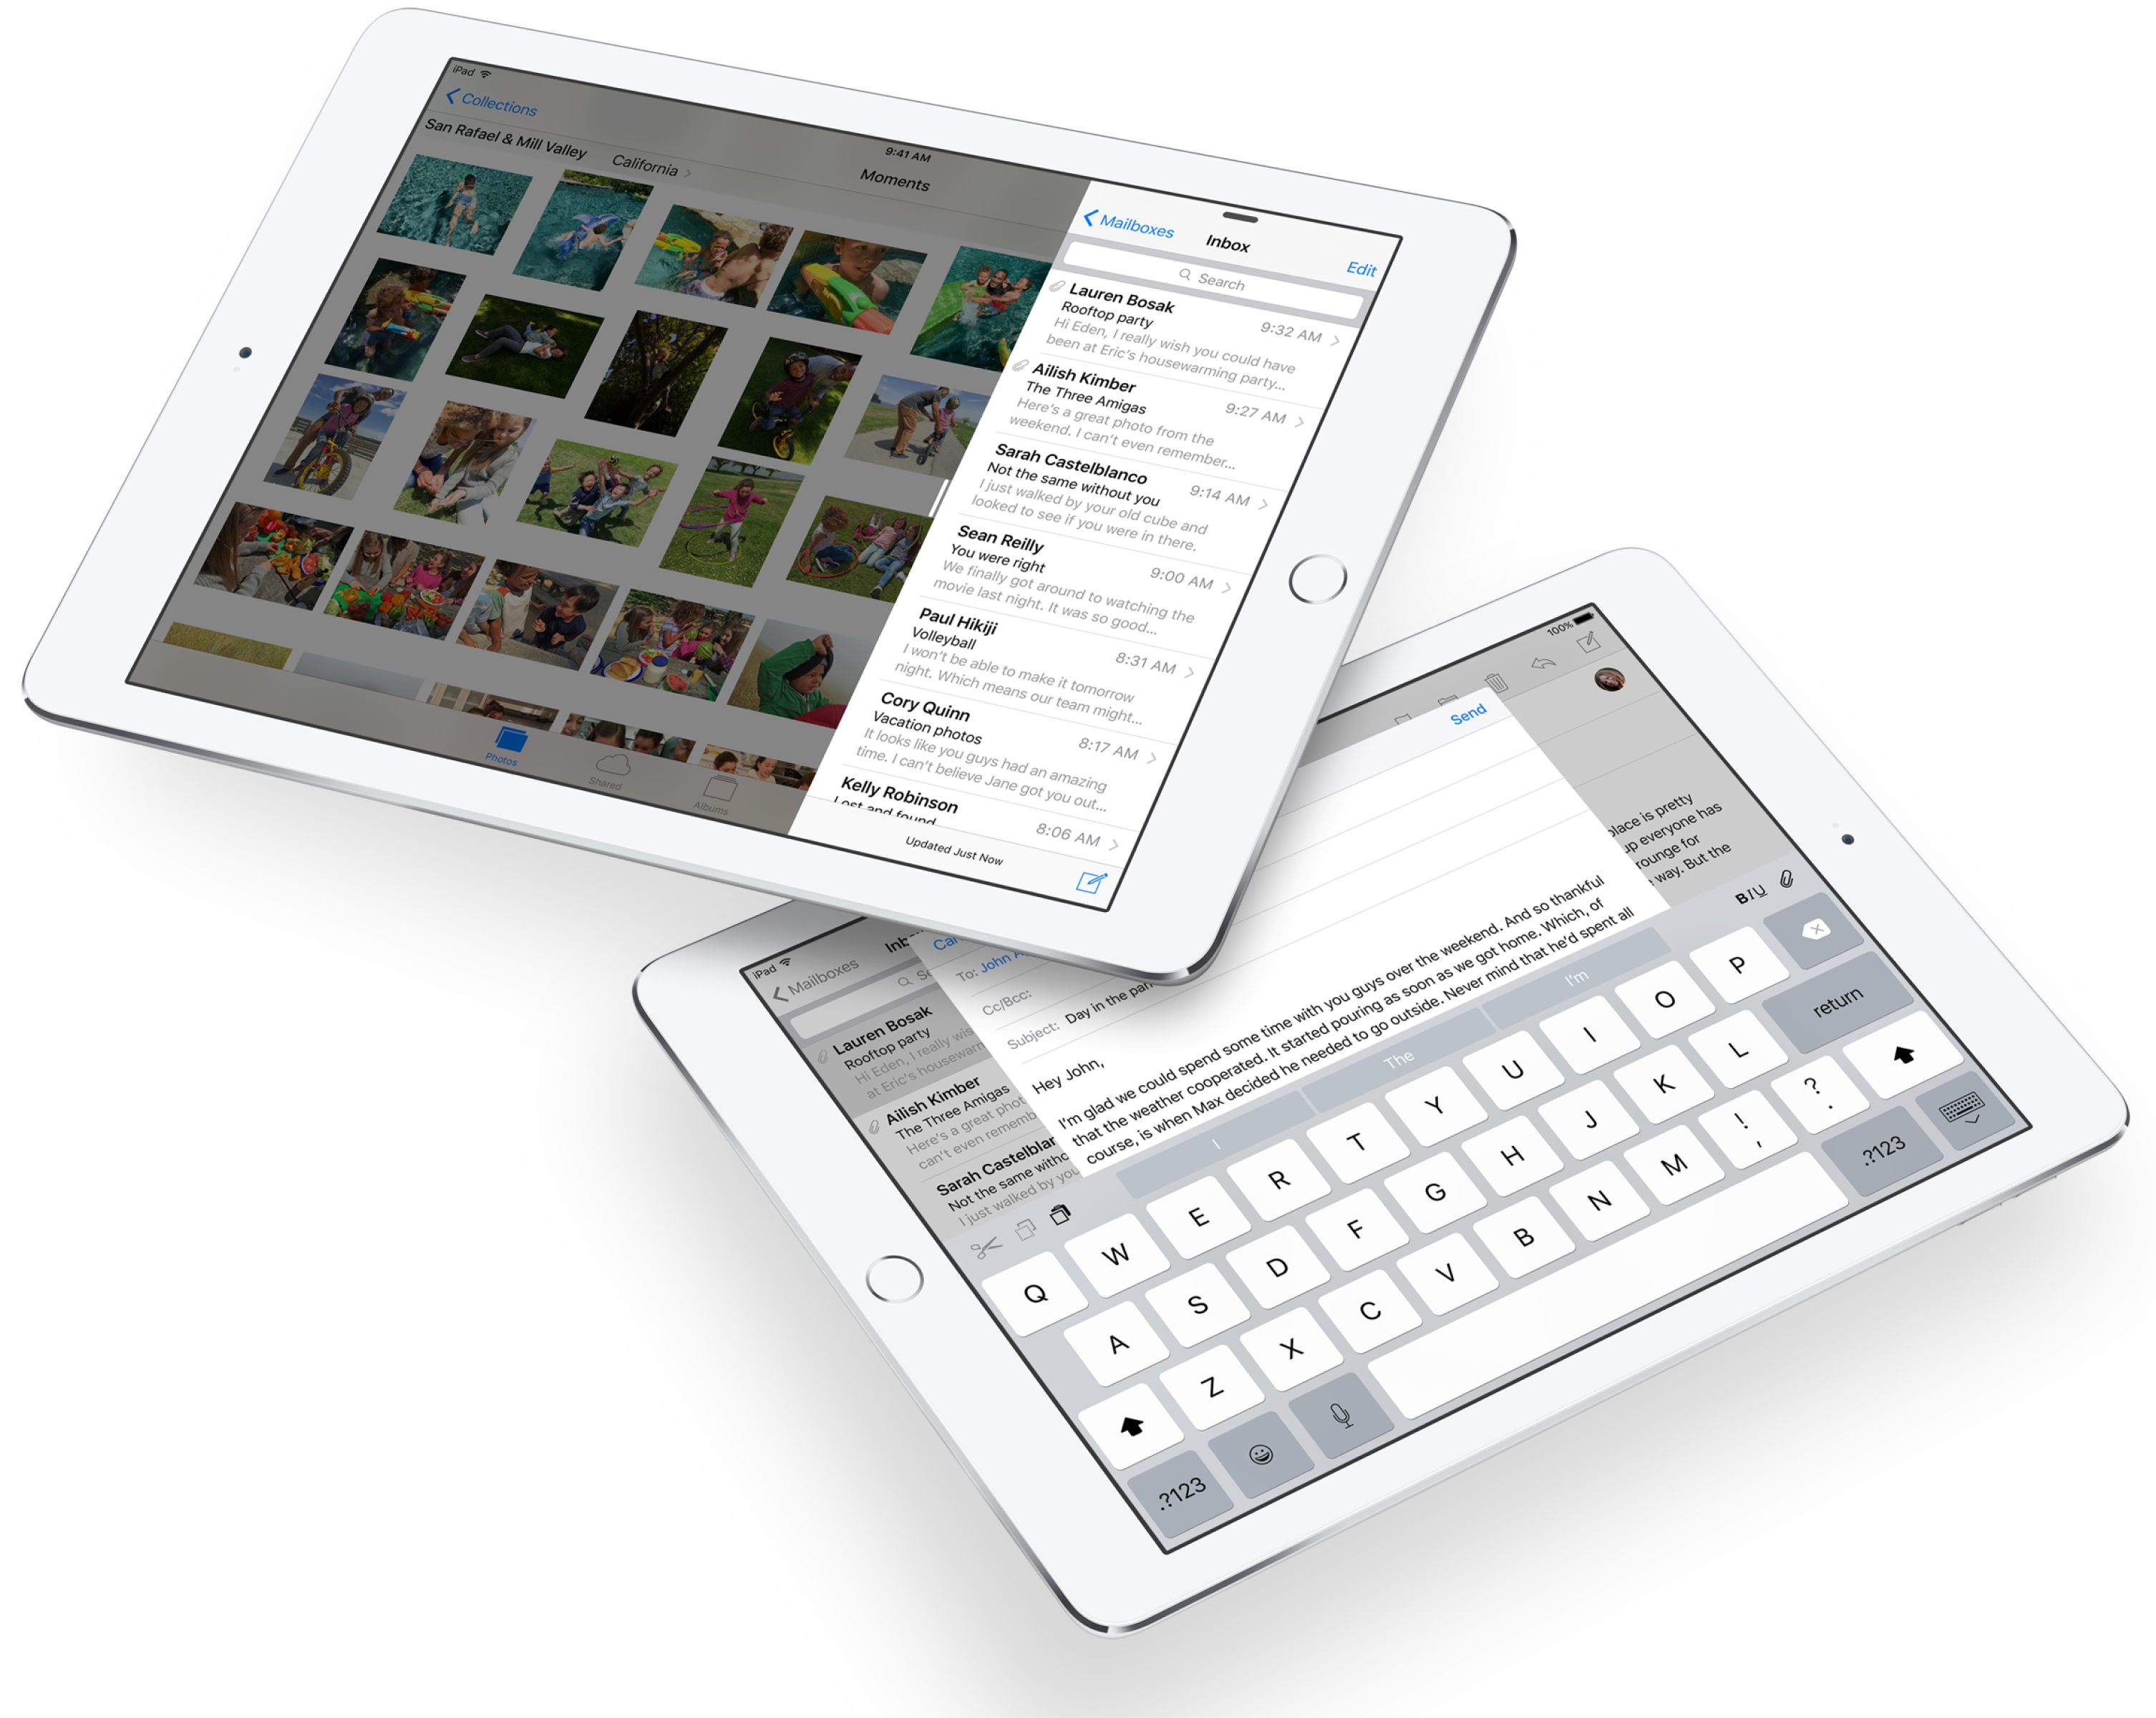 iPad
Collections
9:41 AM
San Rafael & Mill Valley California
Moments
Photos
Shared
Albums
Mailboxes
Inbox
Edit
Search
Lauren Bosak
9:32 AM
Rooftop party
Hi Eden, I really wish you could have
been at Eric's housewarming party...
Ailish Kimber
9:27 AM
The Three Amigas
Here's a great photo from the
weekend. I can't even remember...
Sarah Castelblanco
9:14 AM
Not the same without you
I just walked by your old cube and
looked to see if you were in there.
Sean Reilly
9:00 AM
You were right
We finally got around to watching the
movie last night. It was so good...
Paul Hikiji
8:31 AM
Volleyball
I won't be able to make it tomorrow
night. Which means our team might...
Cory Quinn
8:17 AM
Vacation photos
It looks like you guys had an amazing
time. I can't believe Jane got you out...
Kelly Robinson
8:06 AM
Lost and found
Updated Just Now
iPad
100%
Mailboxes
Lauren Bosak
Rooftop party
Hi Eden, I really
at Eric's
Ailish Kimber
The Three Amigas
Here's a great
can't even
Sarah
Not the same
I just walked by
Send
To: John
Cc/Bcc:
Subject: Day in the
Hey John,
I'm glad we could spend some time with you guys over the weekend. And so thankful
that the weather cooperated. It started pouring as soon as we got home. Which, of
course, is when Max decided he needed to go outside. Never mind that he'd spent all
place is pretty
up everyone has
for
way. But the
B I U
I
The
I'm
Q W E R T Y U I O P
A S D F G H J K L return
Z X C V B N M ! , ? .
.?123
.?123